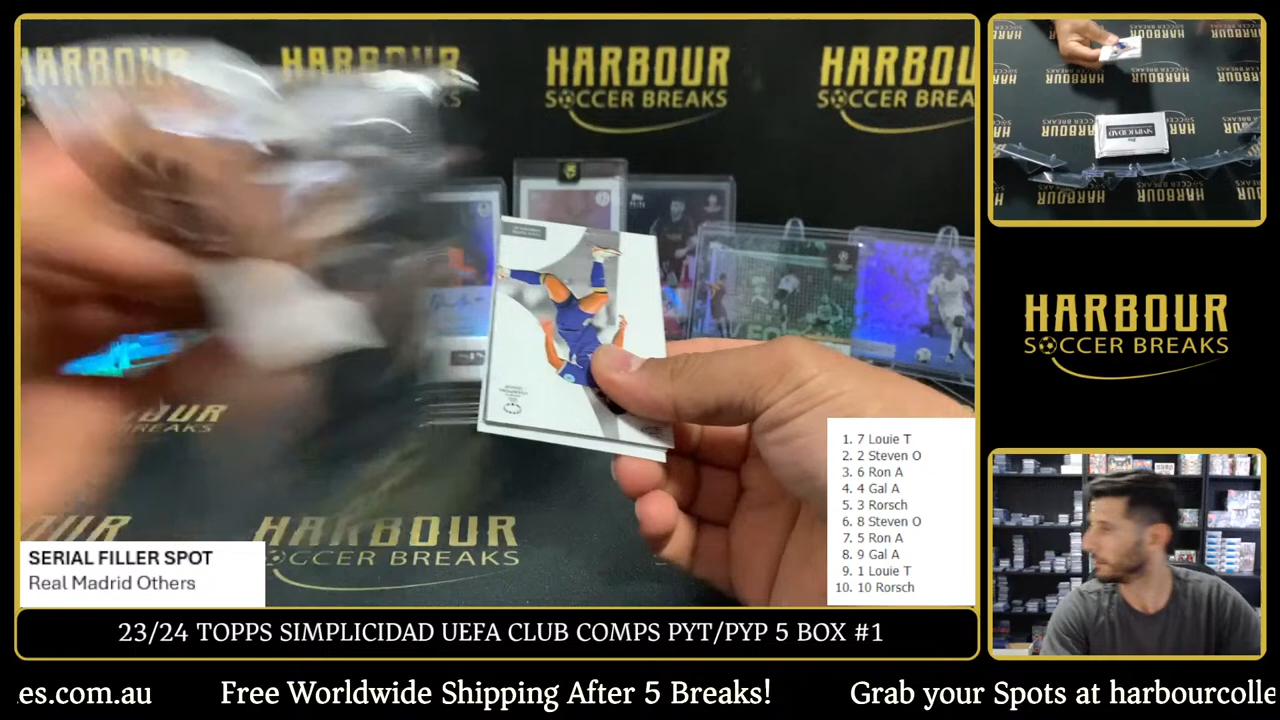 HARBOUR
SOCCER BREAKS
HARBOUR
SOCCER BREAKS
SERIAL FILLER SPOT
Real Madrid Others
1. 7 Louie T
2. 2 Steven O
3. 6 Ron A
4. 4 Gal A
5. 3 Rorsch
6. 8 Steven O
7. 5 Ron A
8. 9 Gal A
9. 1 Louie T
10. 10 Rorsch
HARBOUR
SOCCER BREAKS
23/24 TOPPS SIMPLICIDAD UEFA CLUB COMPS PYT/PYP 5 BOX #1
es.com.au Free Worldwide Shipping After 5 Breaks! Grab your Spots at harbourcolle